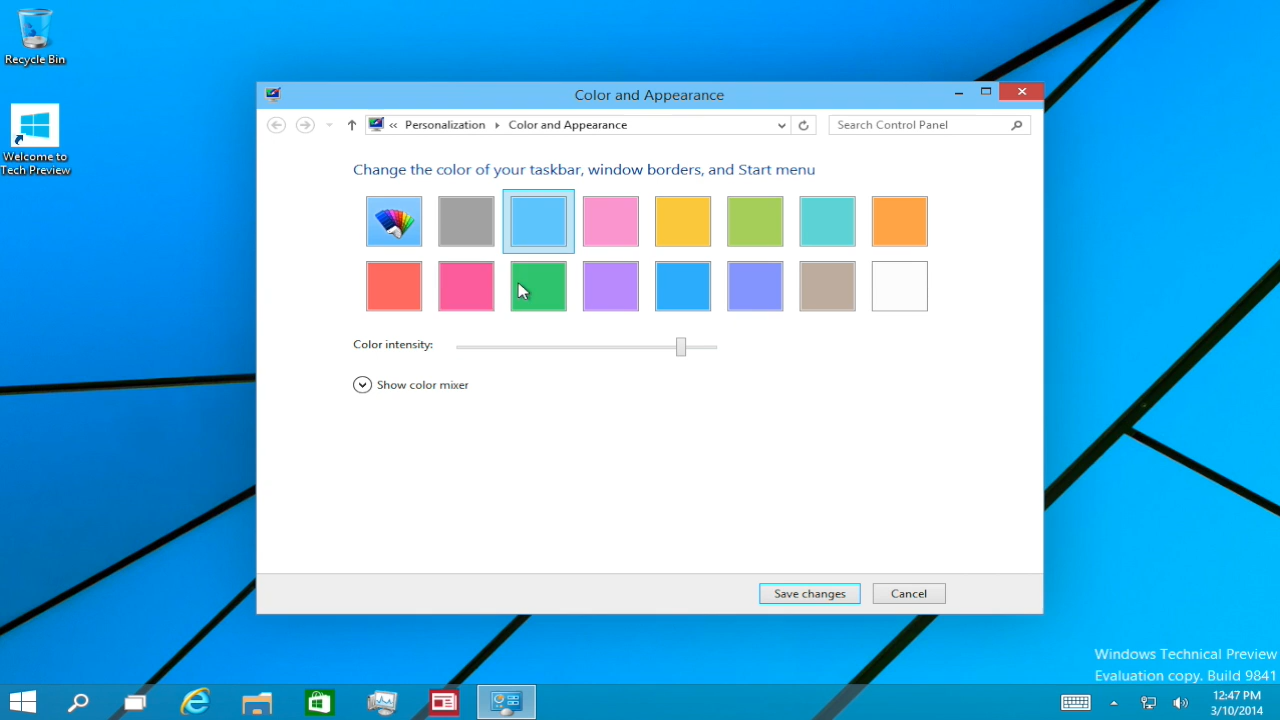 Recycle Bin
Welcome to
Tech Preview
Color and Appearance
« Personalization ▸ Color and Appearance
Search Control Panel
Change the color of your taskbar, window borders, and Start menu
Color intensity:
Show color mixer
Save changes
Cancel
Windows Technical Preview
Evaluation copy. Build 9841
12:47 PM
3/10/2014